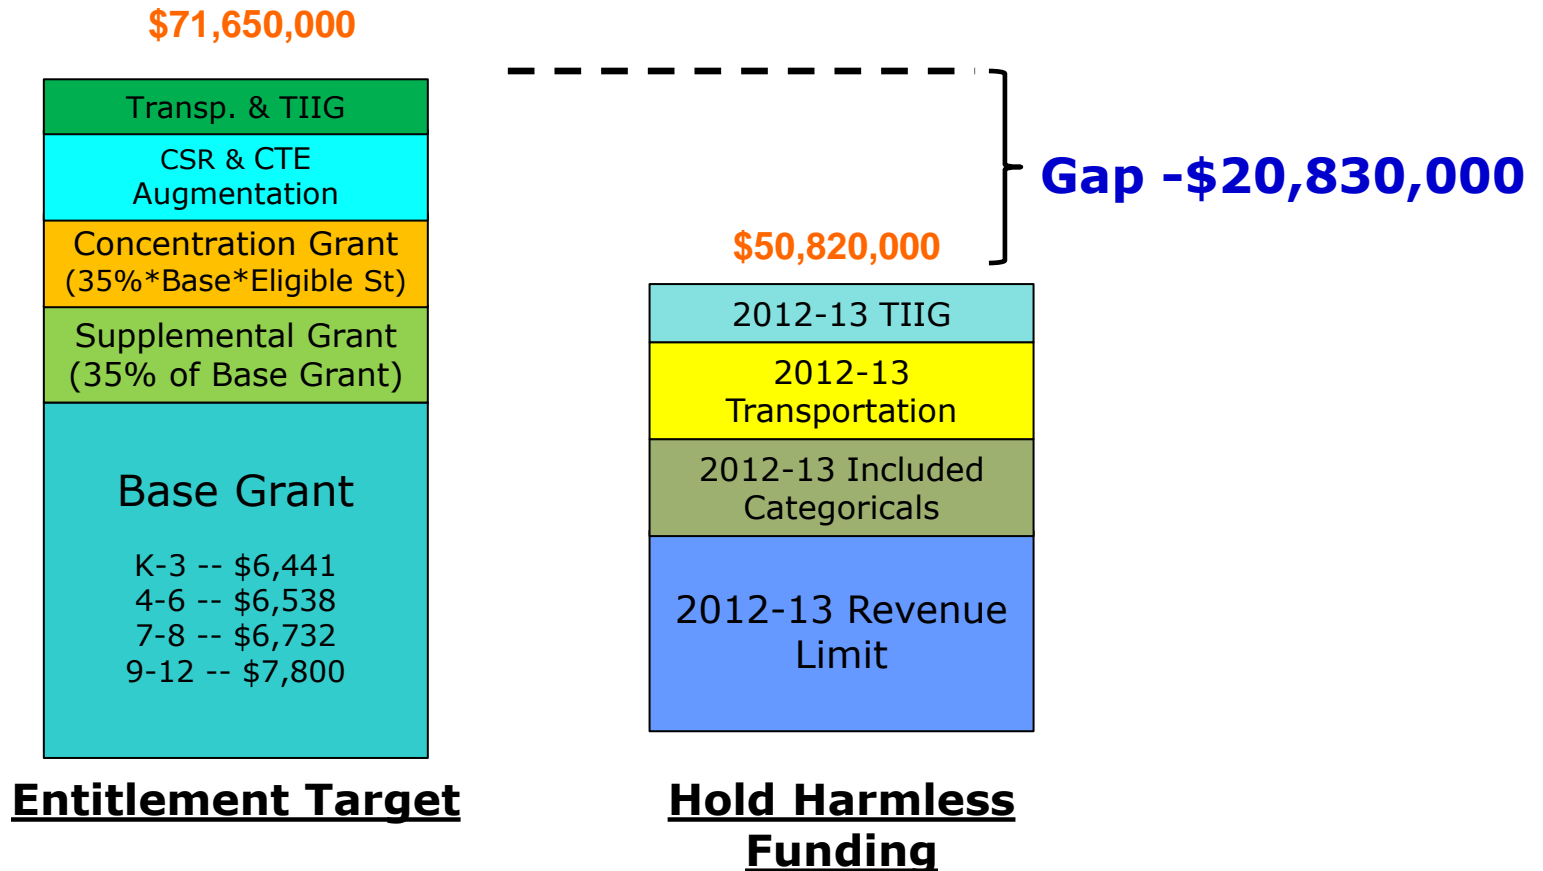 $71,650,000
Transp. & TIIG
CSR & CTE
Augmentation
Concentration Grant
(35%*Base*Eligible St)
Supplemental Grant
(35% of Base Grant)
Base Grant
K-3 -- $6,441
4-6 -- $6,538
7-8 -- $6,732
9-12 -- $7,800
Entitlement Target
$50,820,000
2012-13 TIIG
2012-13
Transportation
2012-13 Included
Categoricals
2012-13 Revenue
Limit
Hold Harmless
Funding
Gap -$20,830,000